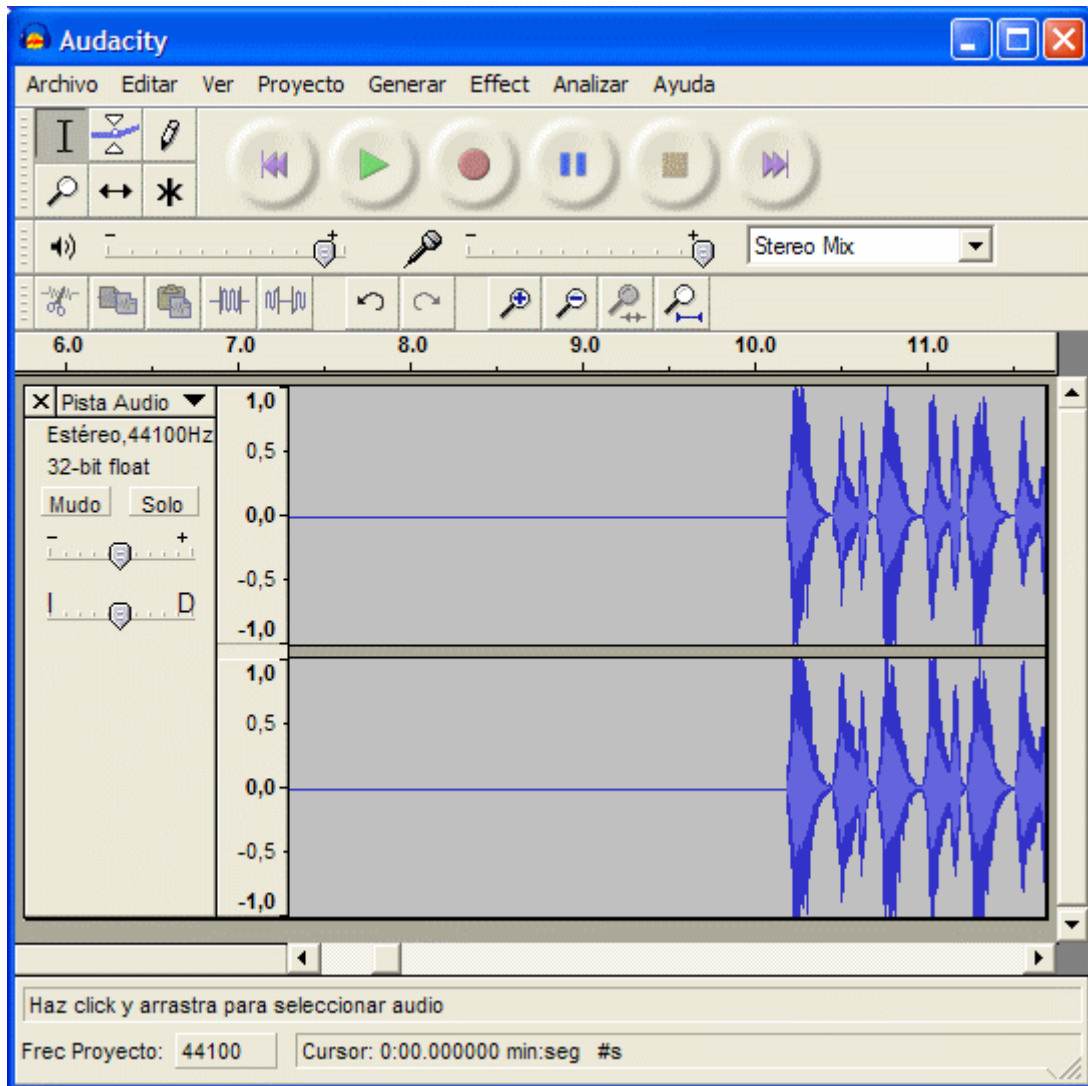 Audacity
Archivo Editar Ver Proyecto Generar Effect Analizar Ayuda
- + - + Stereo Mix
6.0 7.0 8.0 9.0 10.0 11.0
X Pista Audio
Estéreo,44100Hz
32-bit float
Mudo Solo
- +
I D
1,0
0,5
0,0
-0,5
-1,0
1,0
0,5
0,0
-0,5
-1,0
Haz click y arrastra para seleccionar audio
Frec Proyecto: 44100 Cursor: 0:00.000000 min:seg #s